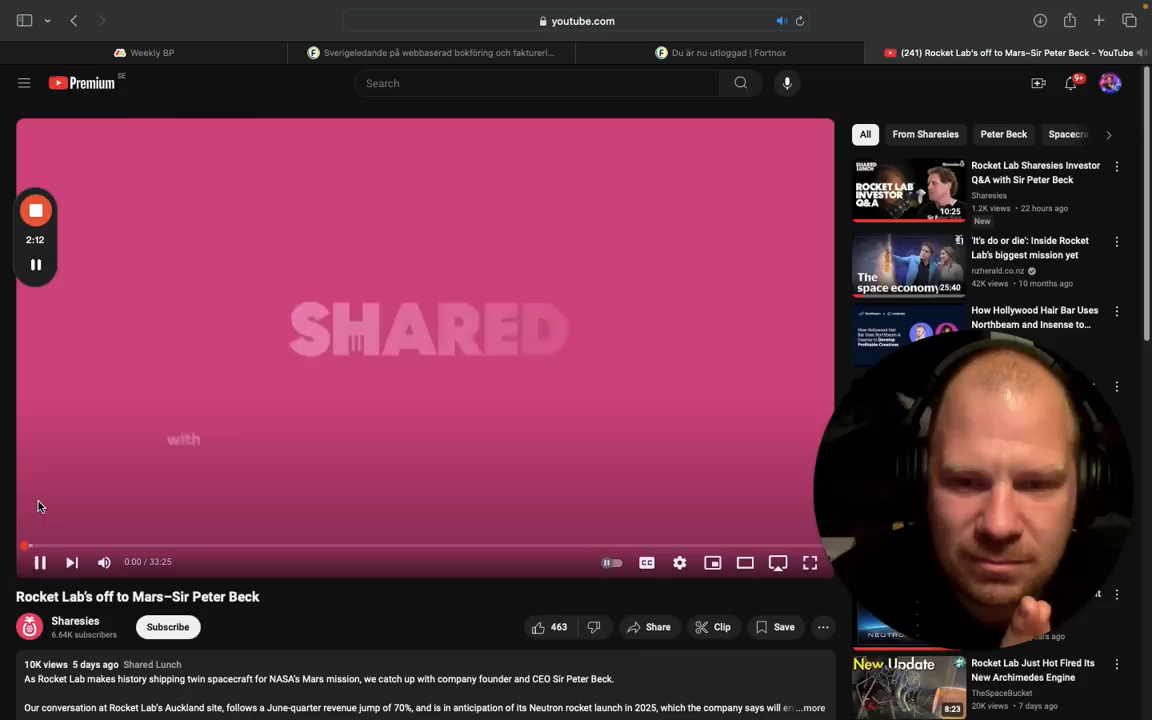 youtube.com
Weekly BP
Sverigeledande på webbaserad bokföring och faktureri...
Du är nu utloggad | Fortnox
(241) Rocket Lab's off to Mars–Sir Peter Beck - YouTube
Premium
SE
Search
9+
All
From Sharesies
Peter Beck
Spacecra
SHARED
with
2:12
0:00 / 33:25
CC
Rocket Lab's off to Mars–Sir Peter Beck
Sharesies
6.64K subscribers
Subscribe
463
Share
Clip
Save
10K views 5 days ago Shared Lunch
As Rocket Lab makes history shipping twin spacecraft for NASA's Mars mission, we catch up with company founder and CEO Sir Peter Beck.
Our conversation at Rocket Lab's Auckland site, follows a June-quarter revenue jump of 70%, and is in anticipation of its Neutron rocket launch in 2025, which the company says will en ...more
SHARED
LUNCH
ROCKET LAB
INVESTOR
Q&A
10:25
Rocket Lab Sharesies Investor
Q&A with Sir Peter Beck
Sharesies
1.2K views • 22 hours ago
New
The
space economy
25:40
'It's do or die': Inside Rocket
Lab's biggest mission yet
nzherald.co.nz
42K views • 10 months ago
How Hollywood Hair Bar Uses
Northbeam and Insense to...
New Update
8:23
Rocket Lab Just Hot Fired Its
New Archimedes Engine
TheSpaceBucket
20K views • 7 days ago